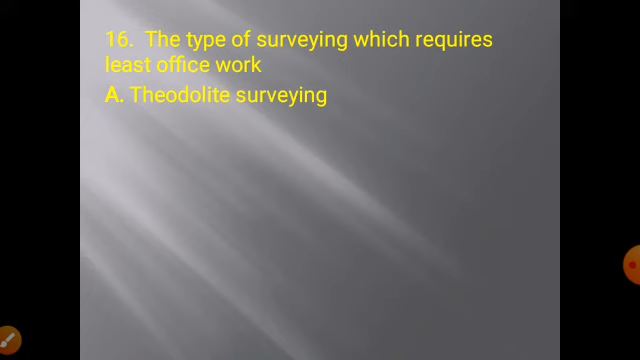 16. The type of surveying which requires
least office work
A. Theodolite surveying